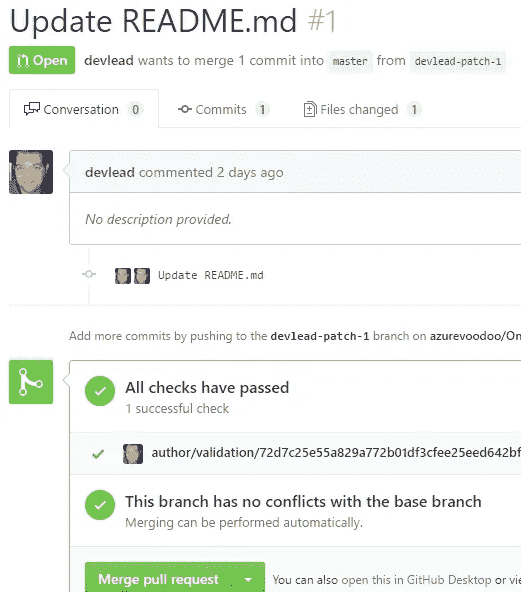 Update README.md #1
Open devlead wants to merge 1 commit into master from devlead-patch-1
Conversation 0 Commits 1 Files changed 1
devlead commented 2 days ago
No description provided.
Update README.md
Add more commits by pushing to the devlead-patch-1 branch on azurevoodoo/On
All checks have passed
1 successful check
author/validation/72d7c25e55a829a772b01df3cfee25eed642bf
This branch has no conflicts with the base branch
Merging can be performed automatically.
Merge pull request You can also open this in GitHub Desktop or vie